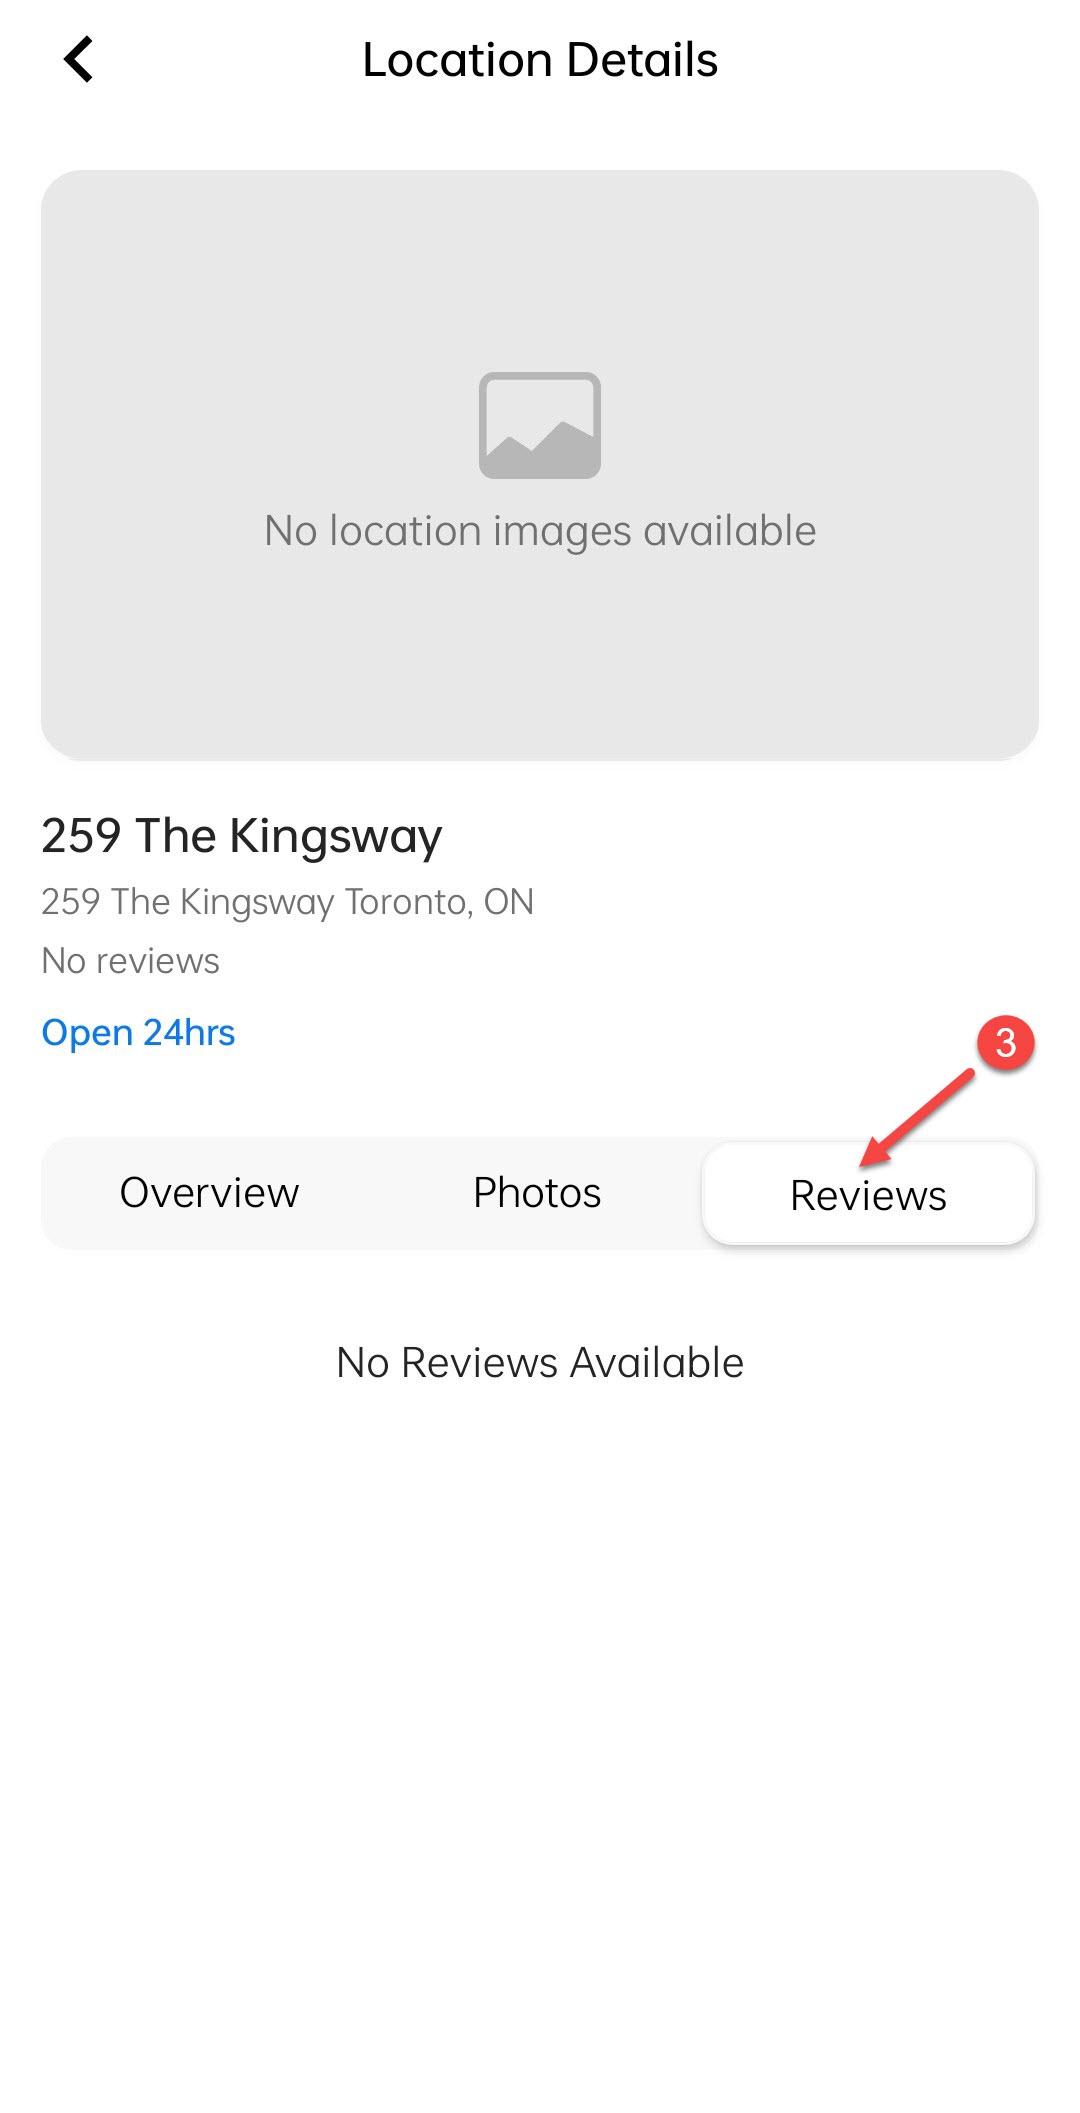 Location Details
No location images available
259 The Kingsway
259 The Kingsway Toronto, ON
No reviews
Open 24hrs
3
Overview Photos Reviews
No Reviews Available